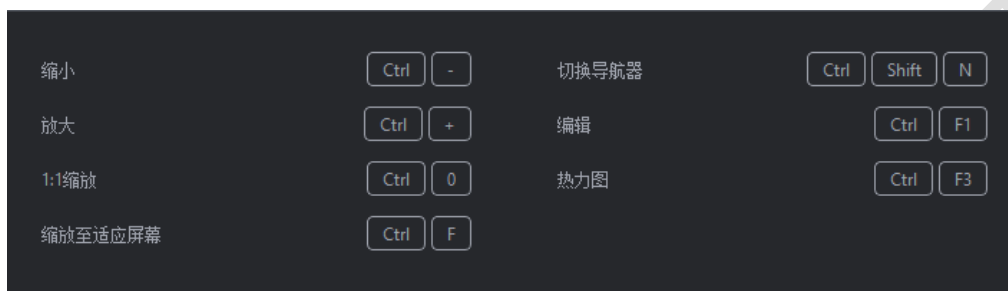 缩小 Ctrl - 切换导航器 Ctrl Shift N
放大 Ctrl + 编辑 Ctrl F1
1:1缩放 Ctrl 0 热力图 Ctrl F3
缩放至适应屏幕 Ctrl F